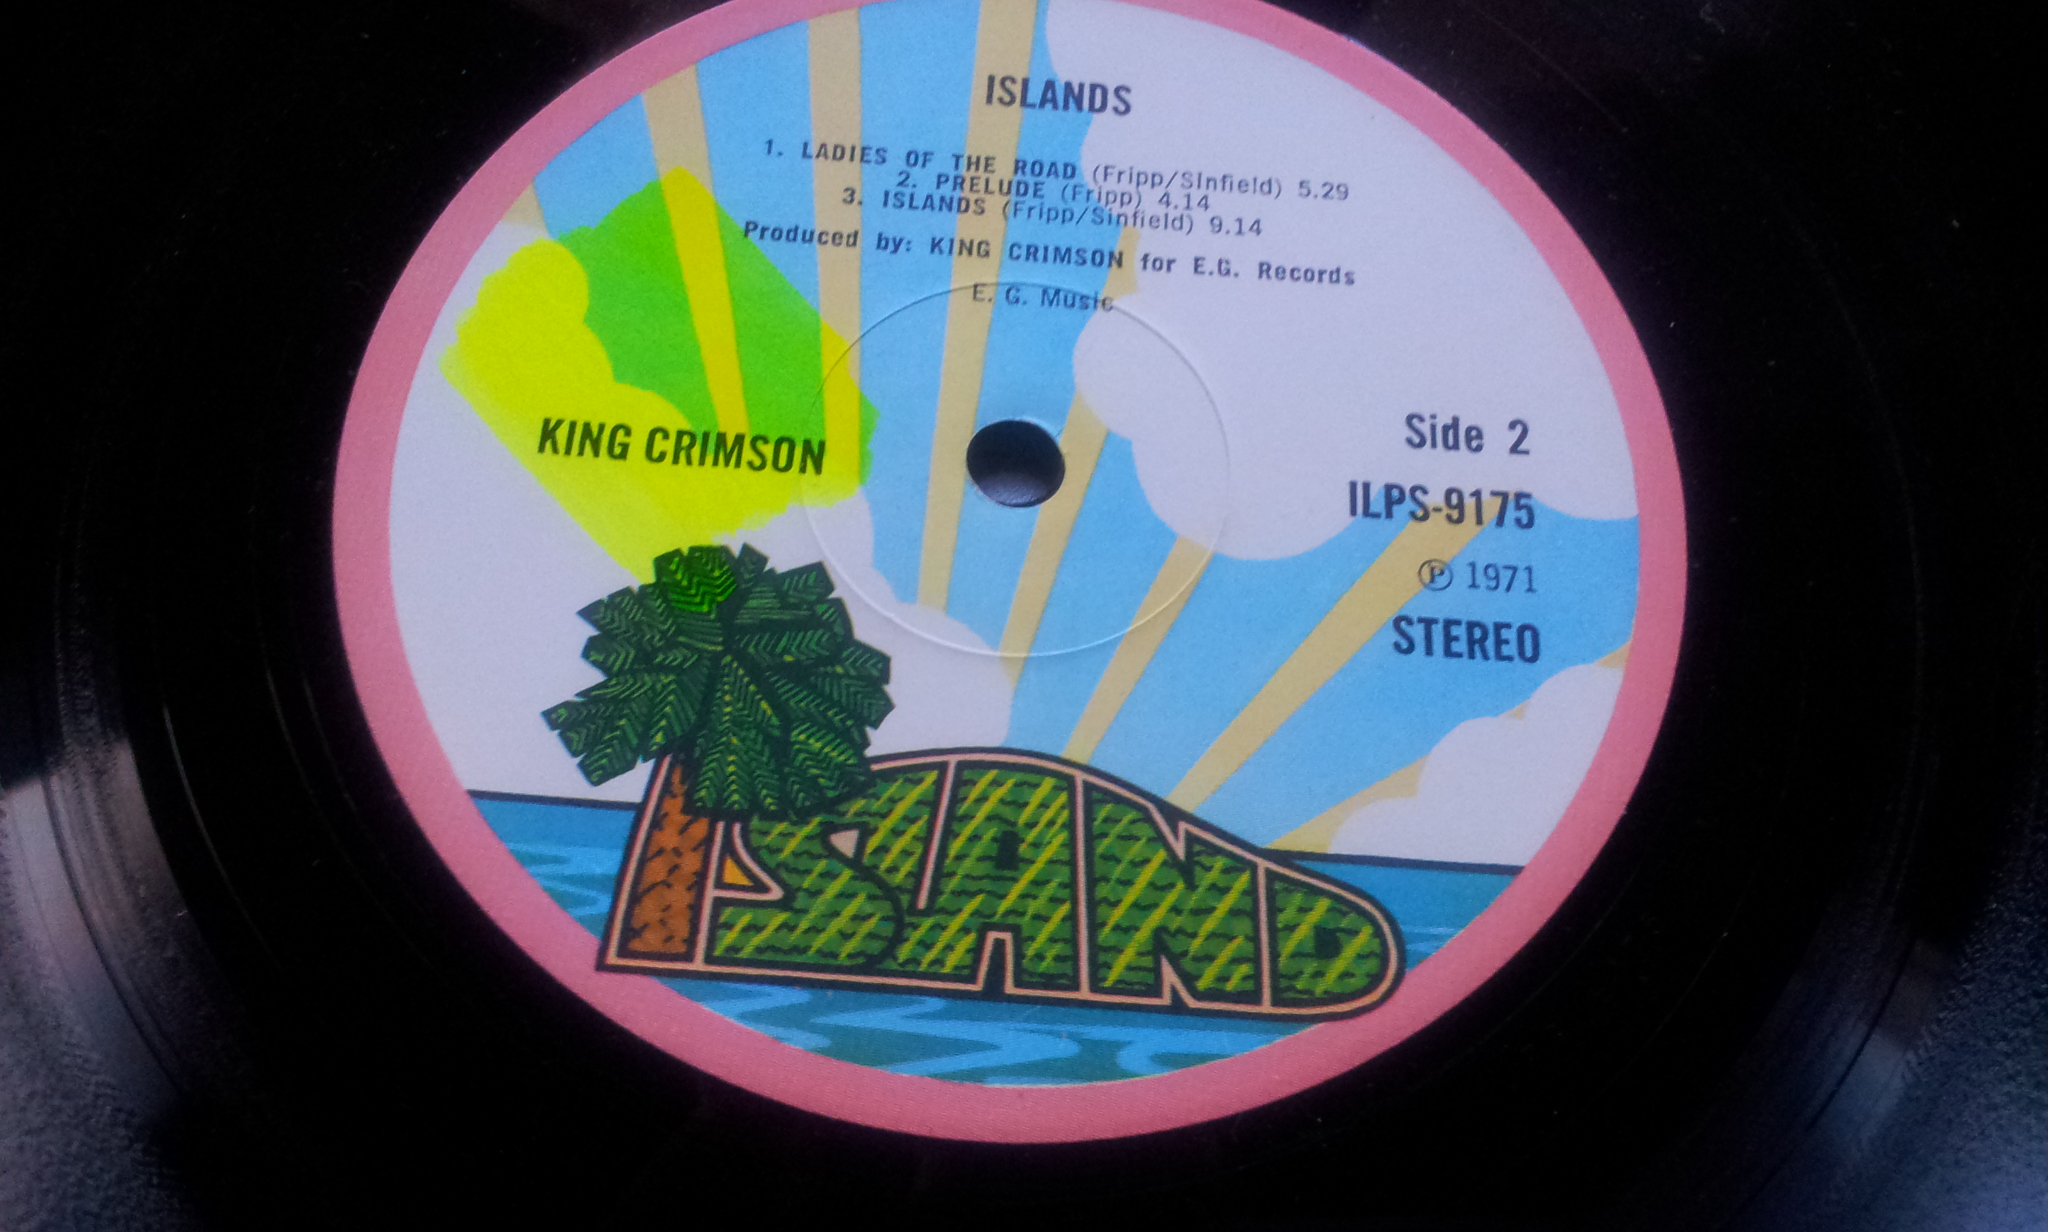 ISLANDS
1. LADIES OF THE ROAD (Fripp/SInfield) 5.29
2. PRELUDE (Fripp) 4.14
3. ISLANDS (Fripp/Sinfield) 9.14
Produced by: KING CRIMSON for E.G. Records
E. G. Music
KING CRIMSON
Side 2
ILPS-9175
℗ 1971
STEREO
ISLAND